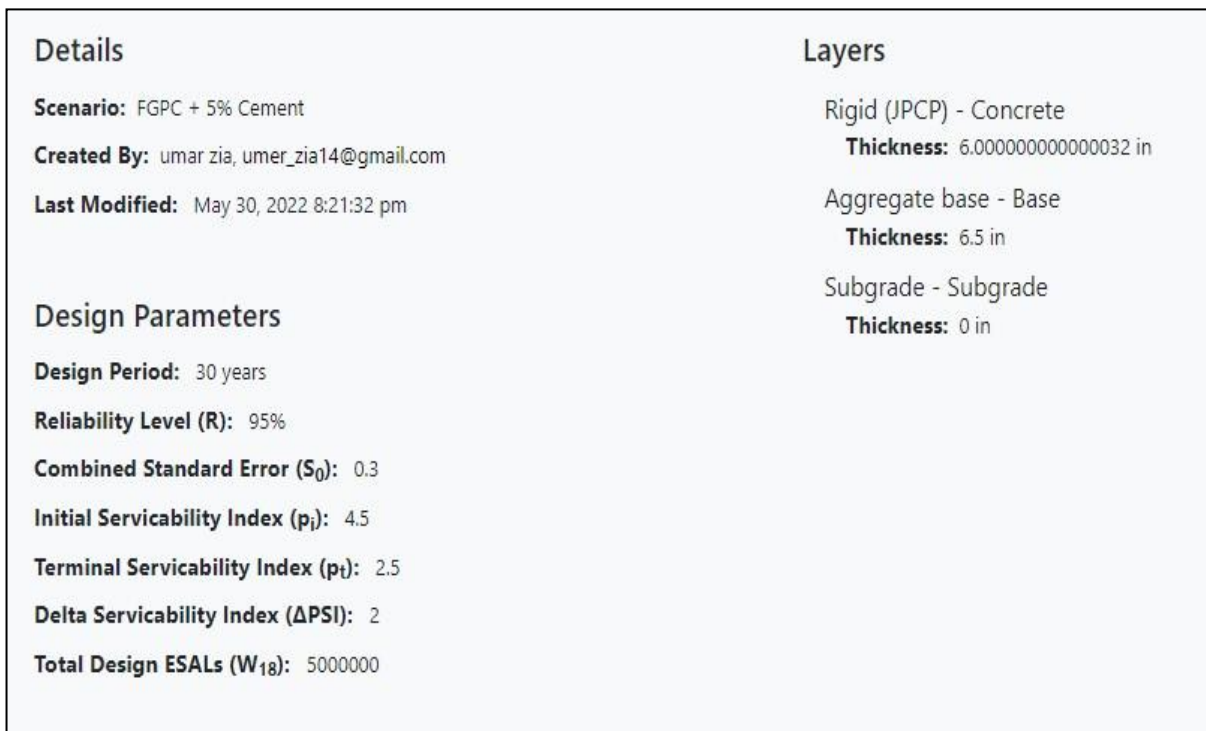 Details
Scenario: FGPC + 5% Cement
Created By: umar zia, umer_zia14@gmail.com
Last Modified: May 30, 2022 8:21:32 pm
Design Parameters
Design Period: 30 years
Reliability Level (R): 95%
Combined Standard Error (S₀): 0.3
Initial Servicability Index (pᵢ): 4.5
Terminal Servicability Index (pₜ): 2.5
Delta Servicability Index (ΔPSI): 2
Total Design ESALs (W₁₈): 5000000
Layers
Rigid (JPCP) - Concrete
Thickness: 6.000000000000032 in
Aggregate base - Base
Thickness: 6.5 in
Subgrade - Subgrade
Thickness: 0 in